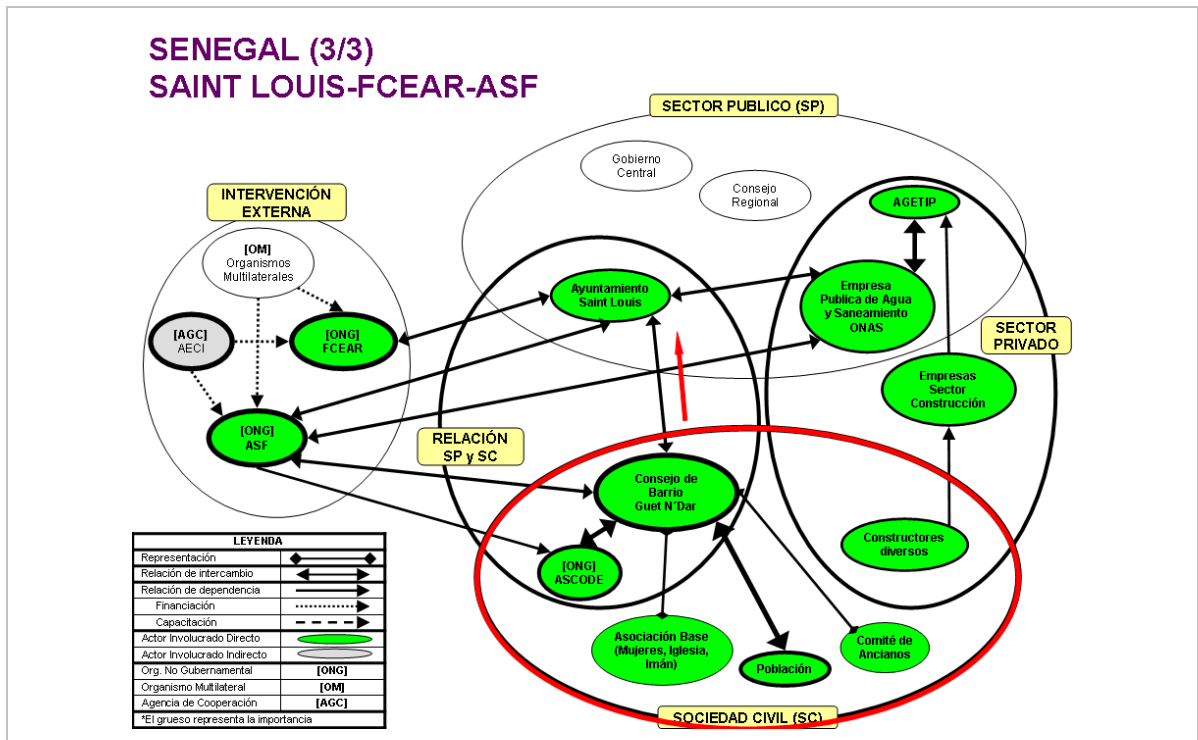 SENEGAL (3/3)
SAINT LOUIS-FCEAR-ASF
SECTOR PUBLICO (SP)
Gobierno
Central
Consejo
Regional
INTERVENCIÓN
EXTERNA
AGETIP
[OM]
Organismos
Multilaterales
Ayuntamiento
Saint Louis
Empresa
Publica de Agua
y Saneamiento
ONAS
[AGC]
AECI
[ONG]
FCEAR
SECTOR
PRIVADO
Empresas
Sector
Construcción
[ONG]
ASF
RELACIÓN
SP y SC
Consejo de
Barrio
Guet N´Dar
Constructores
diversos
[ONG]
ASCODE
Asociación Base
(Mujeres, Iglesia,
Imán)
Comité de
Ancianos
Población
SOCIEDAD CIVIL (SC)
LEYENDA
Representación
Relación de intercambio
Relación de dependencia
Financiación
Capacitación
Actor Involucrado Directo
Actor Involucrado Indirecto
Org. No Gubernamental [ONG]
Organismo Multilateral [OM]
Agencia de Cooperación [AGC]
*El grueso representa la importancia